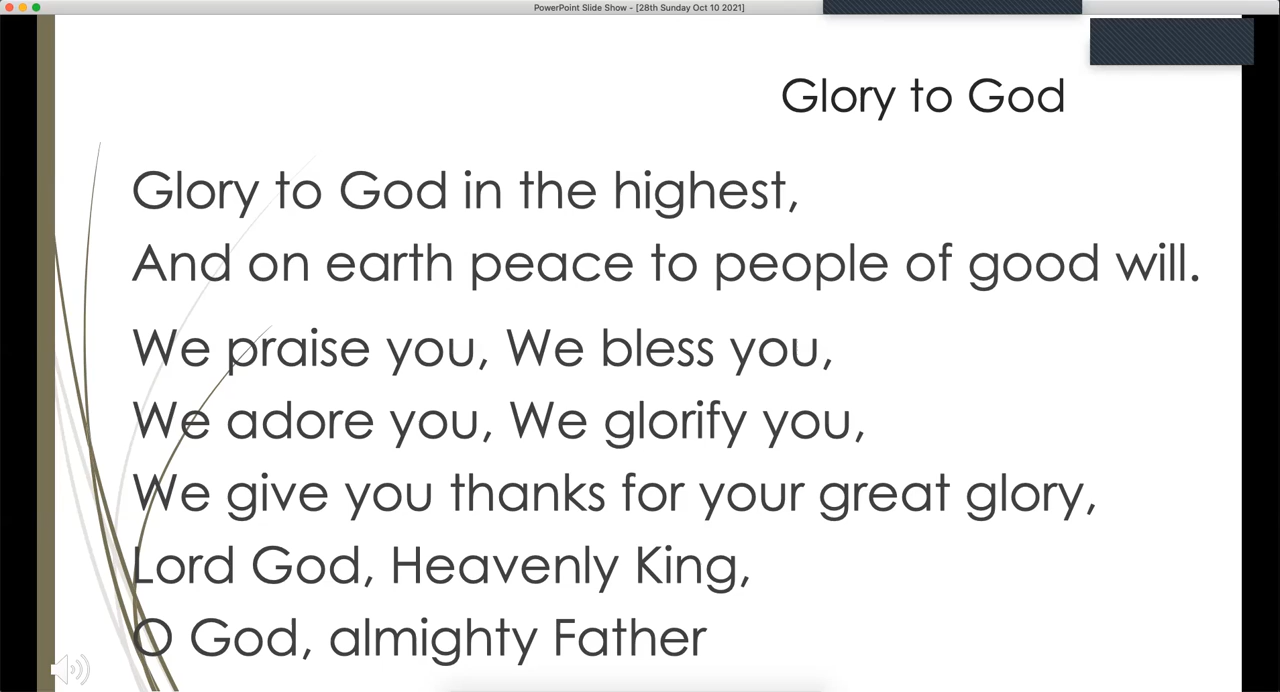 PowerPoint Slide Show - [28th Sunday Oct 10 2021]
Glory to God
Glory to God in the highest,
And on earth peace to people of good will.
We praise you, We bless you,
We adore you, We glorify you,
We give you thanks for your great glory,
Lord God, Heavenly King,
O God, almighty Father